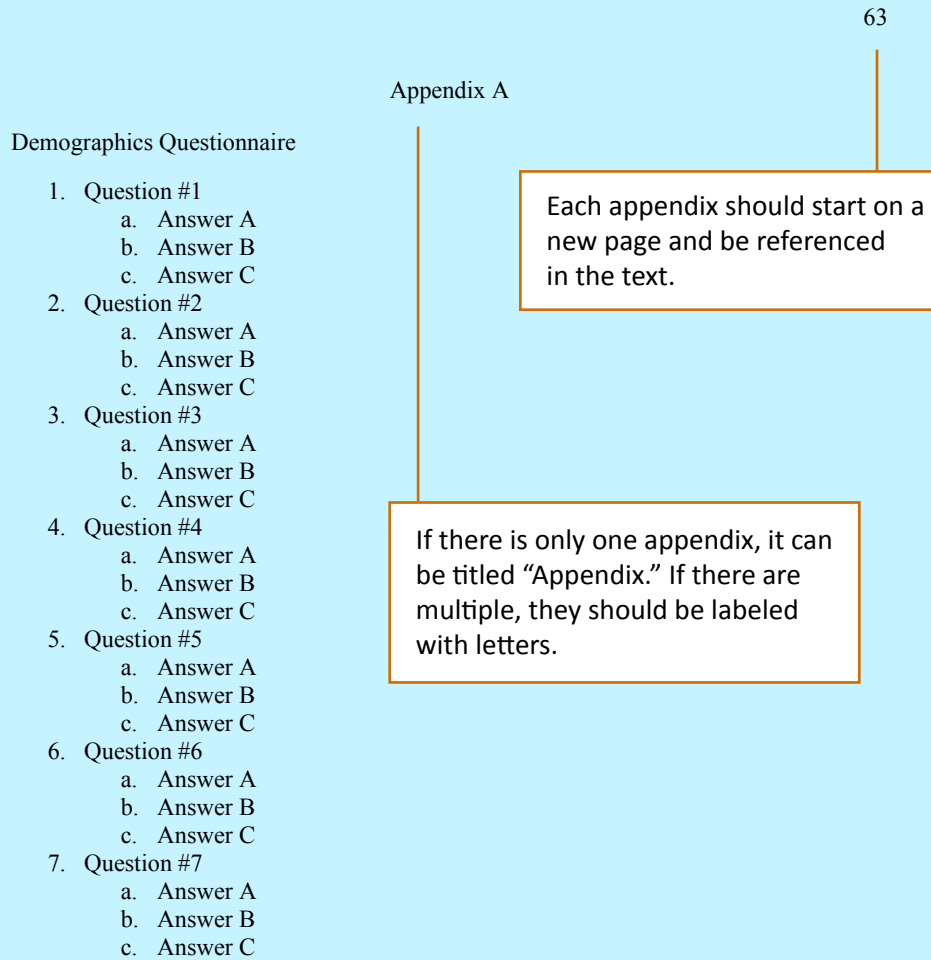 63
Appendix A
Demographics Questionnaire
1. Question #1
a. Answer A
b. Answer B
c. Answer C
2. Question #2
a. Answer A
b. Answer B
c. Answer C
3. Question #3
a. Answer A
b. Answer B
c. Answer C
4. Question #4
a. Answer A
b. Answer B
c. Answer C
5. Question #5
a. Answer A
b. Answer B
c. Answer C
6. Question #6
a. Answer A
b. Answer B
c. Answer C
7. Question #7
a. Answer A
b. Answer B
c. Answer C
Each appendix should start on a
new page and be referenced
in the text.
If there is only one appendix, it can
be titled “Appendix.” If there are
multiple, they should be labeled
with letters.